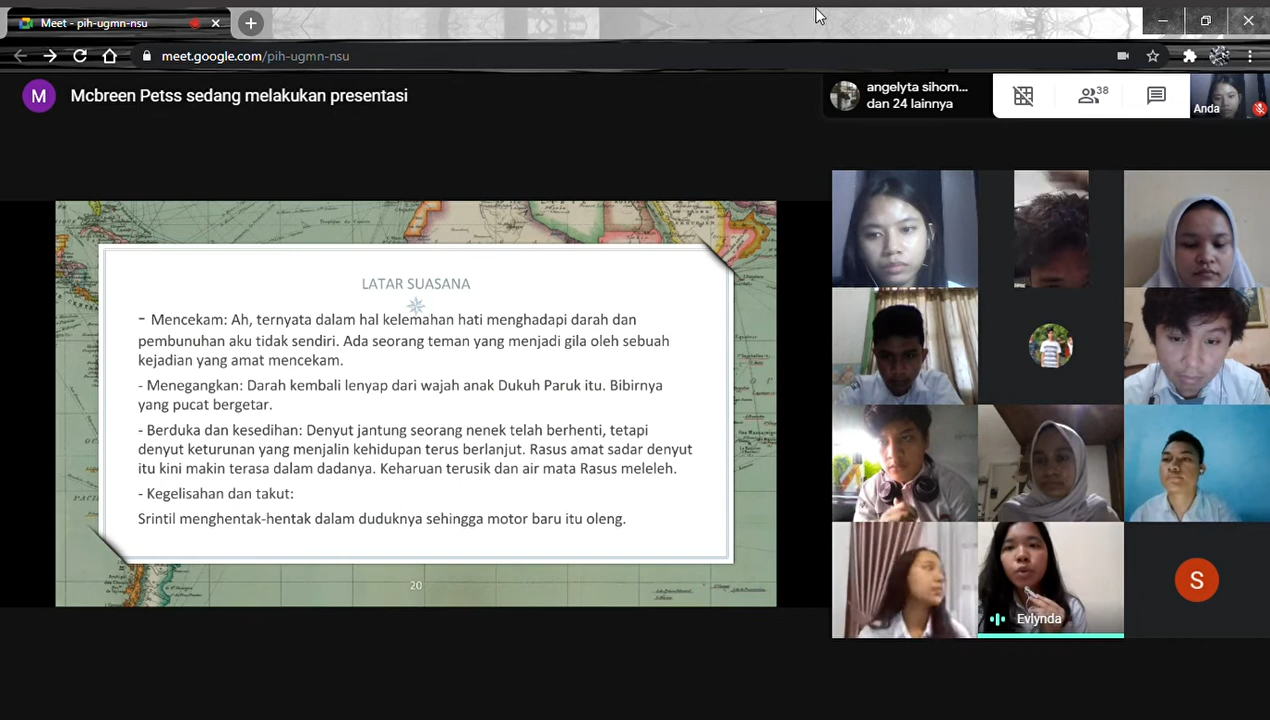 Meet - pih-ugmn-nsu
meet.google.com/pih-ugmn-nsu
M
Mcbreen Petss sedang melakukan presentasi
angelyta sihom...
dan 24 lainnya
38
Anda
LATAR SUASANA
- Mencekam: Ah, ternyata dalam hal kelemahan hati menghadapi darah dan
pembunuhan aku tidak sendiri. Ada seorang teman yang menjadi gila oleh sebuah
kejadian yang amat mencekam.
- Menegangkan: Darah kembali lenyap dari wajah anak Dukuh Paruk itu. Bibirnya
yang pucat bergetar.
- Berduka dan kesedihan: Denyut jantung seorang nenek telah berhenti, tetapi
denyut keturunan yang menjalin kehidupan terus berlanjut. Rasus amat sadar denyut
itu kini makin terasa dalam dadanya. Keharuan terusik dan air mata Rasus meleleh.
- Kegelisahan dan takut:
Srintil menghentak-hentak dalam duduknya sehingga motor baru itu oleng.
20
Evlynda
S